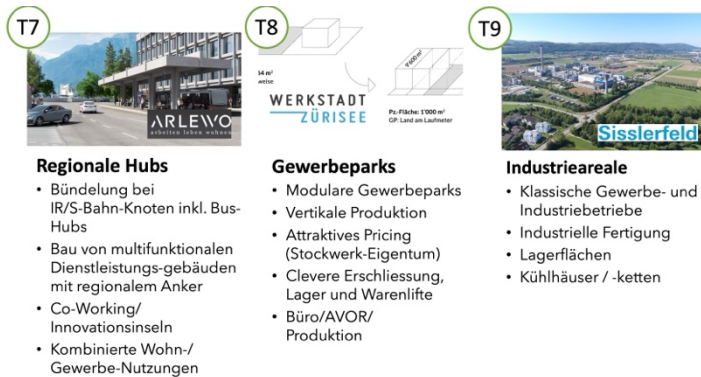 T7
ARLEWO
arbeiten leben wohnen
Regionale Hubs
• Bündelung bei
IR/S-Bahn-Knoten inkl. Bus-
Hubs
• Bau von multifunktionalen
Dienstleistungs-gebäuden
mit regionalem Anker
• Co-Working/
Innovationsinseln
• Kombinierte Wohn-/
Gewerbe-Nutzungen
T8
WERKSTADT
ZÜRISEE
Pz.-Fläche: 1'000 m²
GP: Land am Laufmeter
Gewerbeparks
• Modulare Gewerbeparks
• Vertikale Produktion
• Attraktives Pricing
(Stockwerk-Eigentum)
• Clevere Erschliessung,
Lager und Warenlifte
• Büro/AVOR/
Produktion
T9
Sisslerfeld
Industrieareale
• Klassische Gewerbe- und
Industriebetriebe
• Industrielle Fertigung
• Lagerflächen
• Kühlhäuser / -ketten